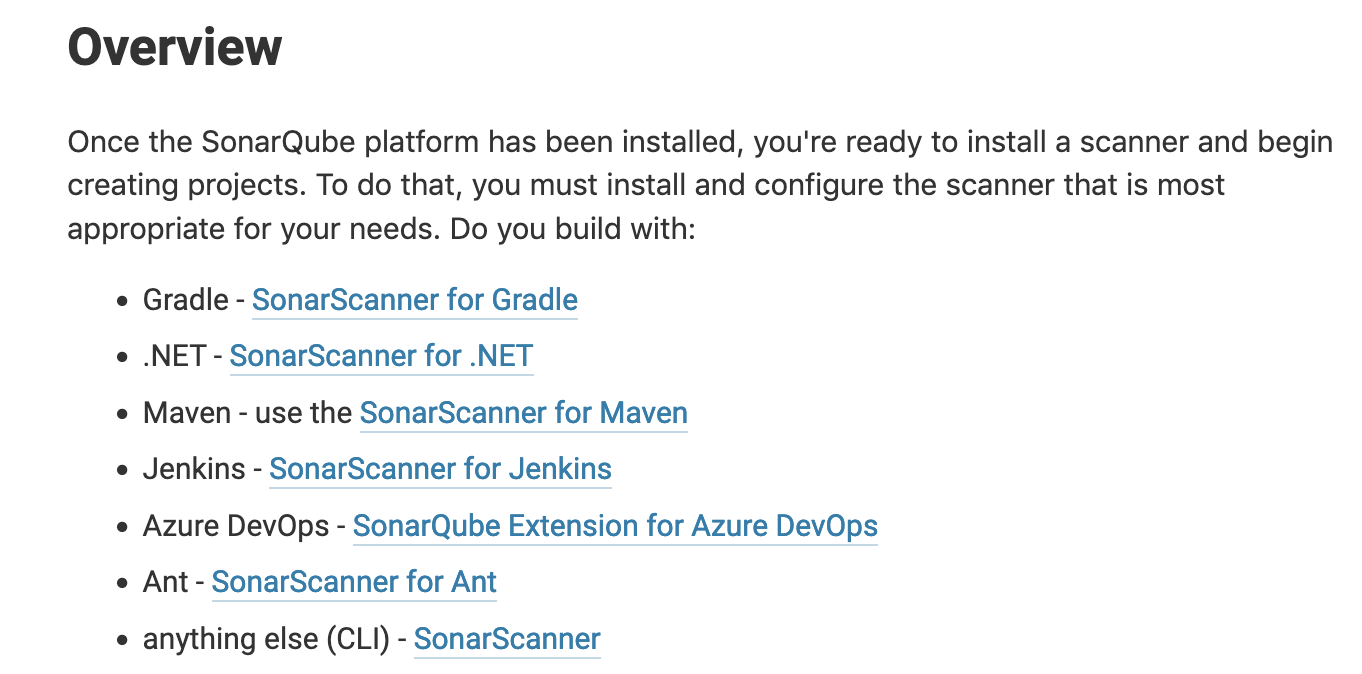 Overview
Once the SonarQube platform has been installed, you're ready to install a scanner and begin
creating projects. To do that, you must install and configure the scanner that is most
appropriate for your needs. Do you build with:
• Gradle - SonarScanner for Gradle
• .NET - SonarScanner for .NET
• Maven - use the SonarScanner for Maven
• Jenkins - SonarScanner for Jenkins
• Azure DevOps - SonarQube Extension for Azure DevOps
• Ant - SonarScanner for Ant
• anything else (CLI) - SonarScanner